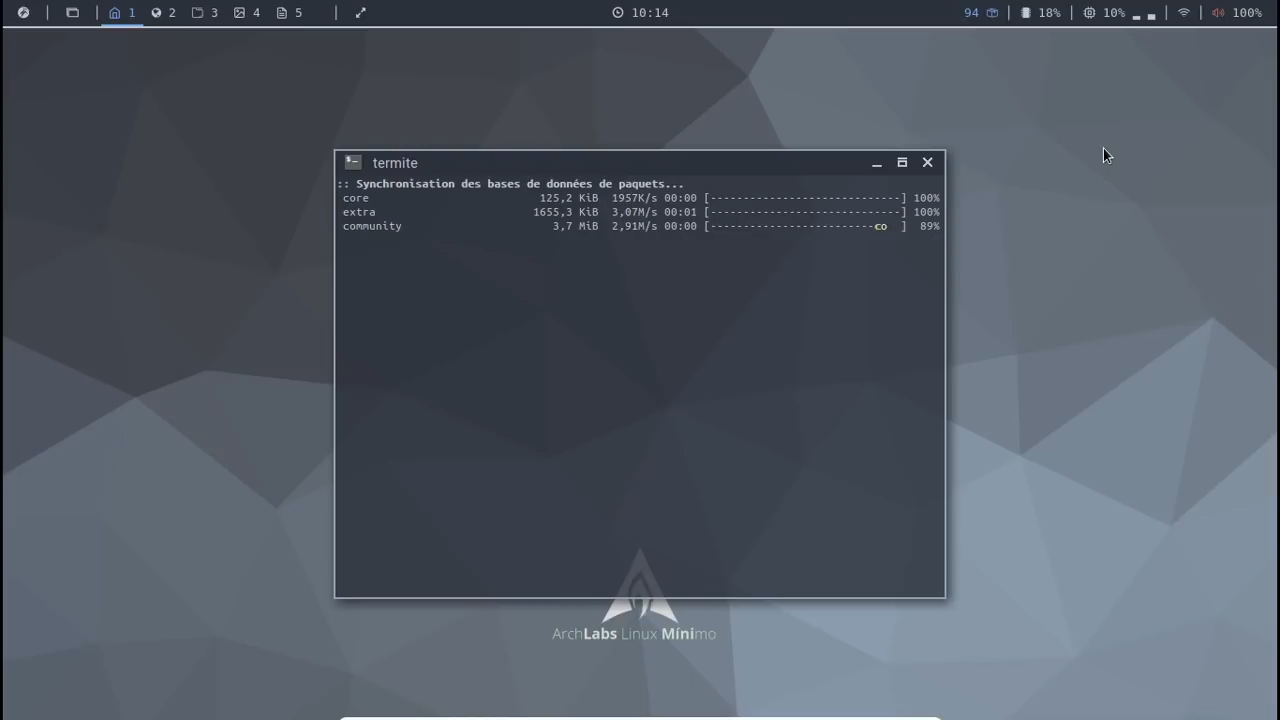 1 2 3 4 5 10:14 94 18% 10% 100%
termite
:: Synchronisation des bases de données de paquets...
core 125,2 KiB 1957K/s 00:00 [-----------------------------] 100%
extra 1655,3 KiB 3,07M/s 00:01 [-----------------------------] 100%
community 3,7 MiB 2,91M/s 00:00 [-------------------------co  ] 89%
ArchLabs Linux Mínimo